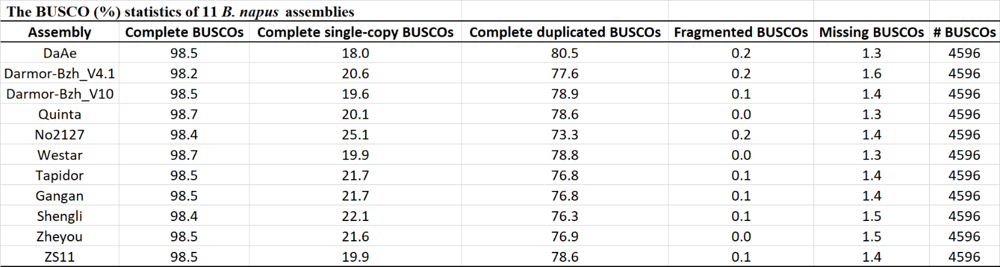 The BUSCO (%) statistics of 11 B. napus assemblies
Assembly Complete BUSCOs Complete single-copy BUSCOs Complete duplicated BUSCOs Fragmented BUSCOs Missing BUSCOs # BUSCOs
DaAe 98.5 18.0 80.5 0.2 1.3 4596
Darmor-Bzh_V4.1 98.2 20.6 77.6 0.2 1.6 4596
Darmor-Bzh_V10 98.5 19.6 78.9 0.1 1.4 4596
Quinta 98.7 20.1 78.6 0.0 1.3 4596
No2127 98.4 25.1 73.3 0.2 1.4 4596
Westar 98.7 19.9 78.8 0.0 1.3 4596
Tapidor 98.5 21.7 76.8 0.1 1.4 4596
Gangan 98.5 21.7 76.8 0.1 1.4 4596
Shengli 98.4 22.1 76.3 0.1 1.5 4596
Zheyou 98.5 21.6 76.9 0.0 1.5 4596
ZS11 98.5 19.9 78.6 0.1 1.4 4596